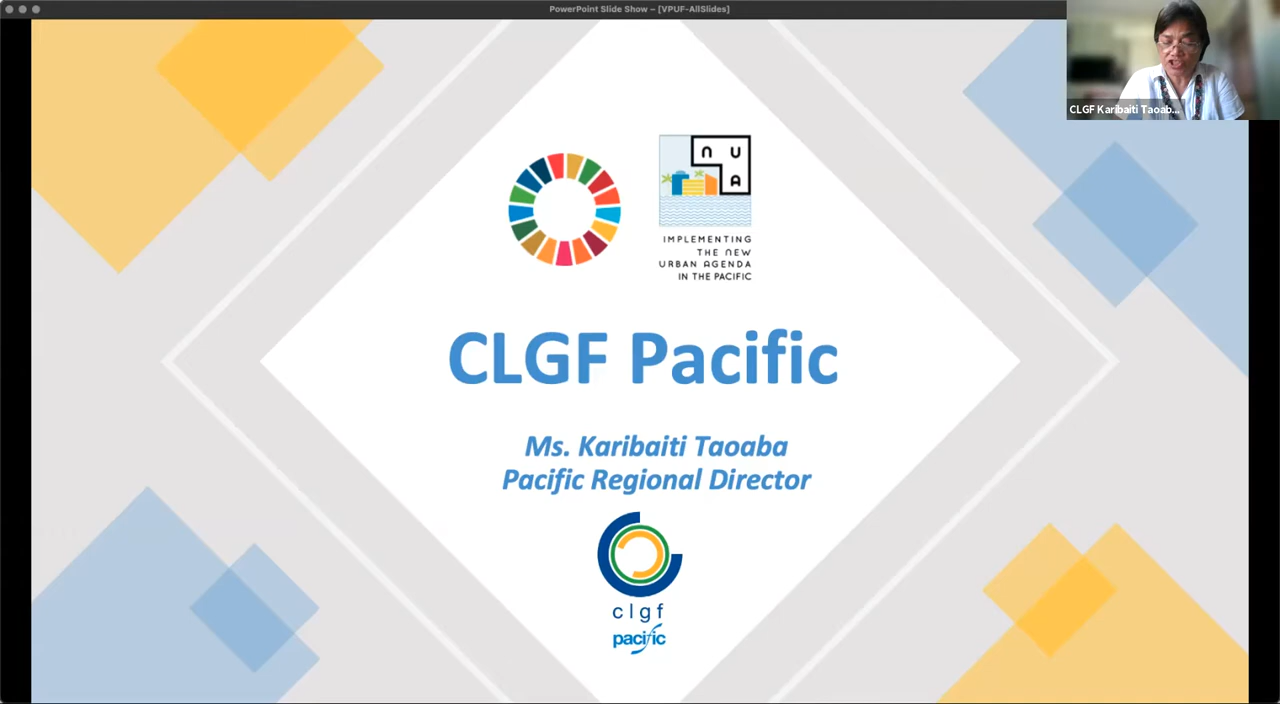 PowerPoint Slide Show – [VPUF-AllSlides]
CLGF Karibaiti Taoab...
NU
A
IMPLEMENTING
THE NEW
URBAN AGENDA
IN THE PACIFIC
CLGF Pacific
Ms. Karibaiti Taoaba
Pacific Regional Director
clgf
pacific